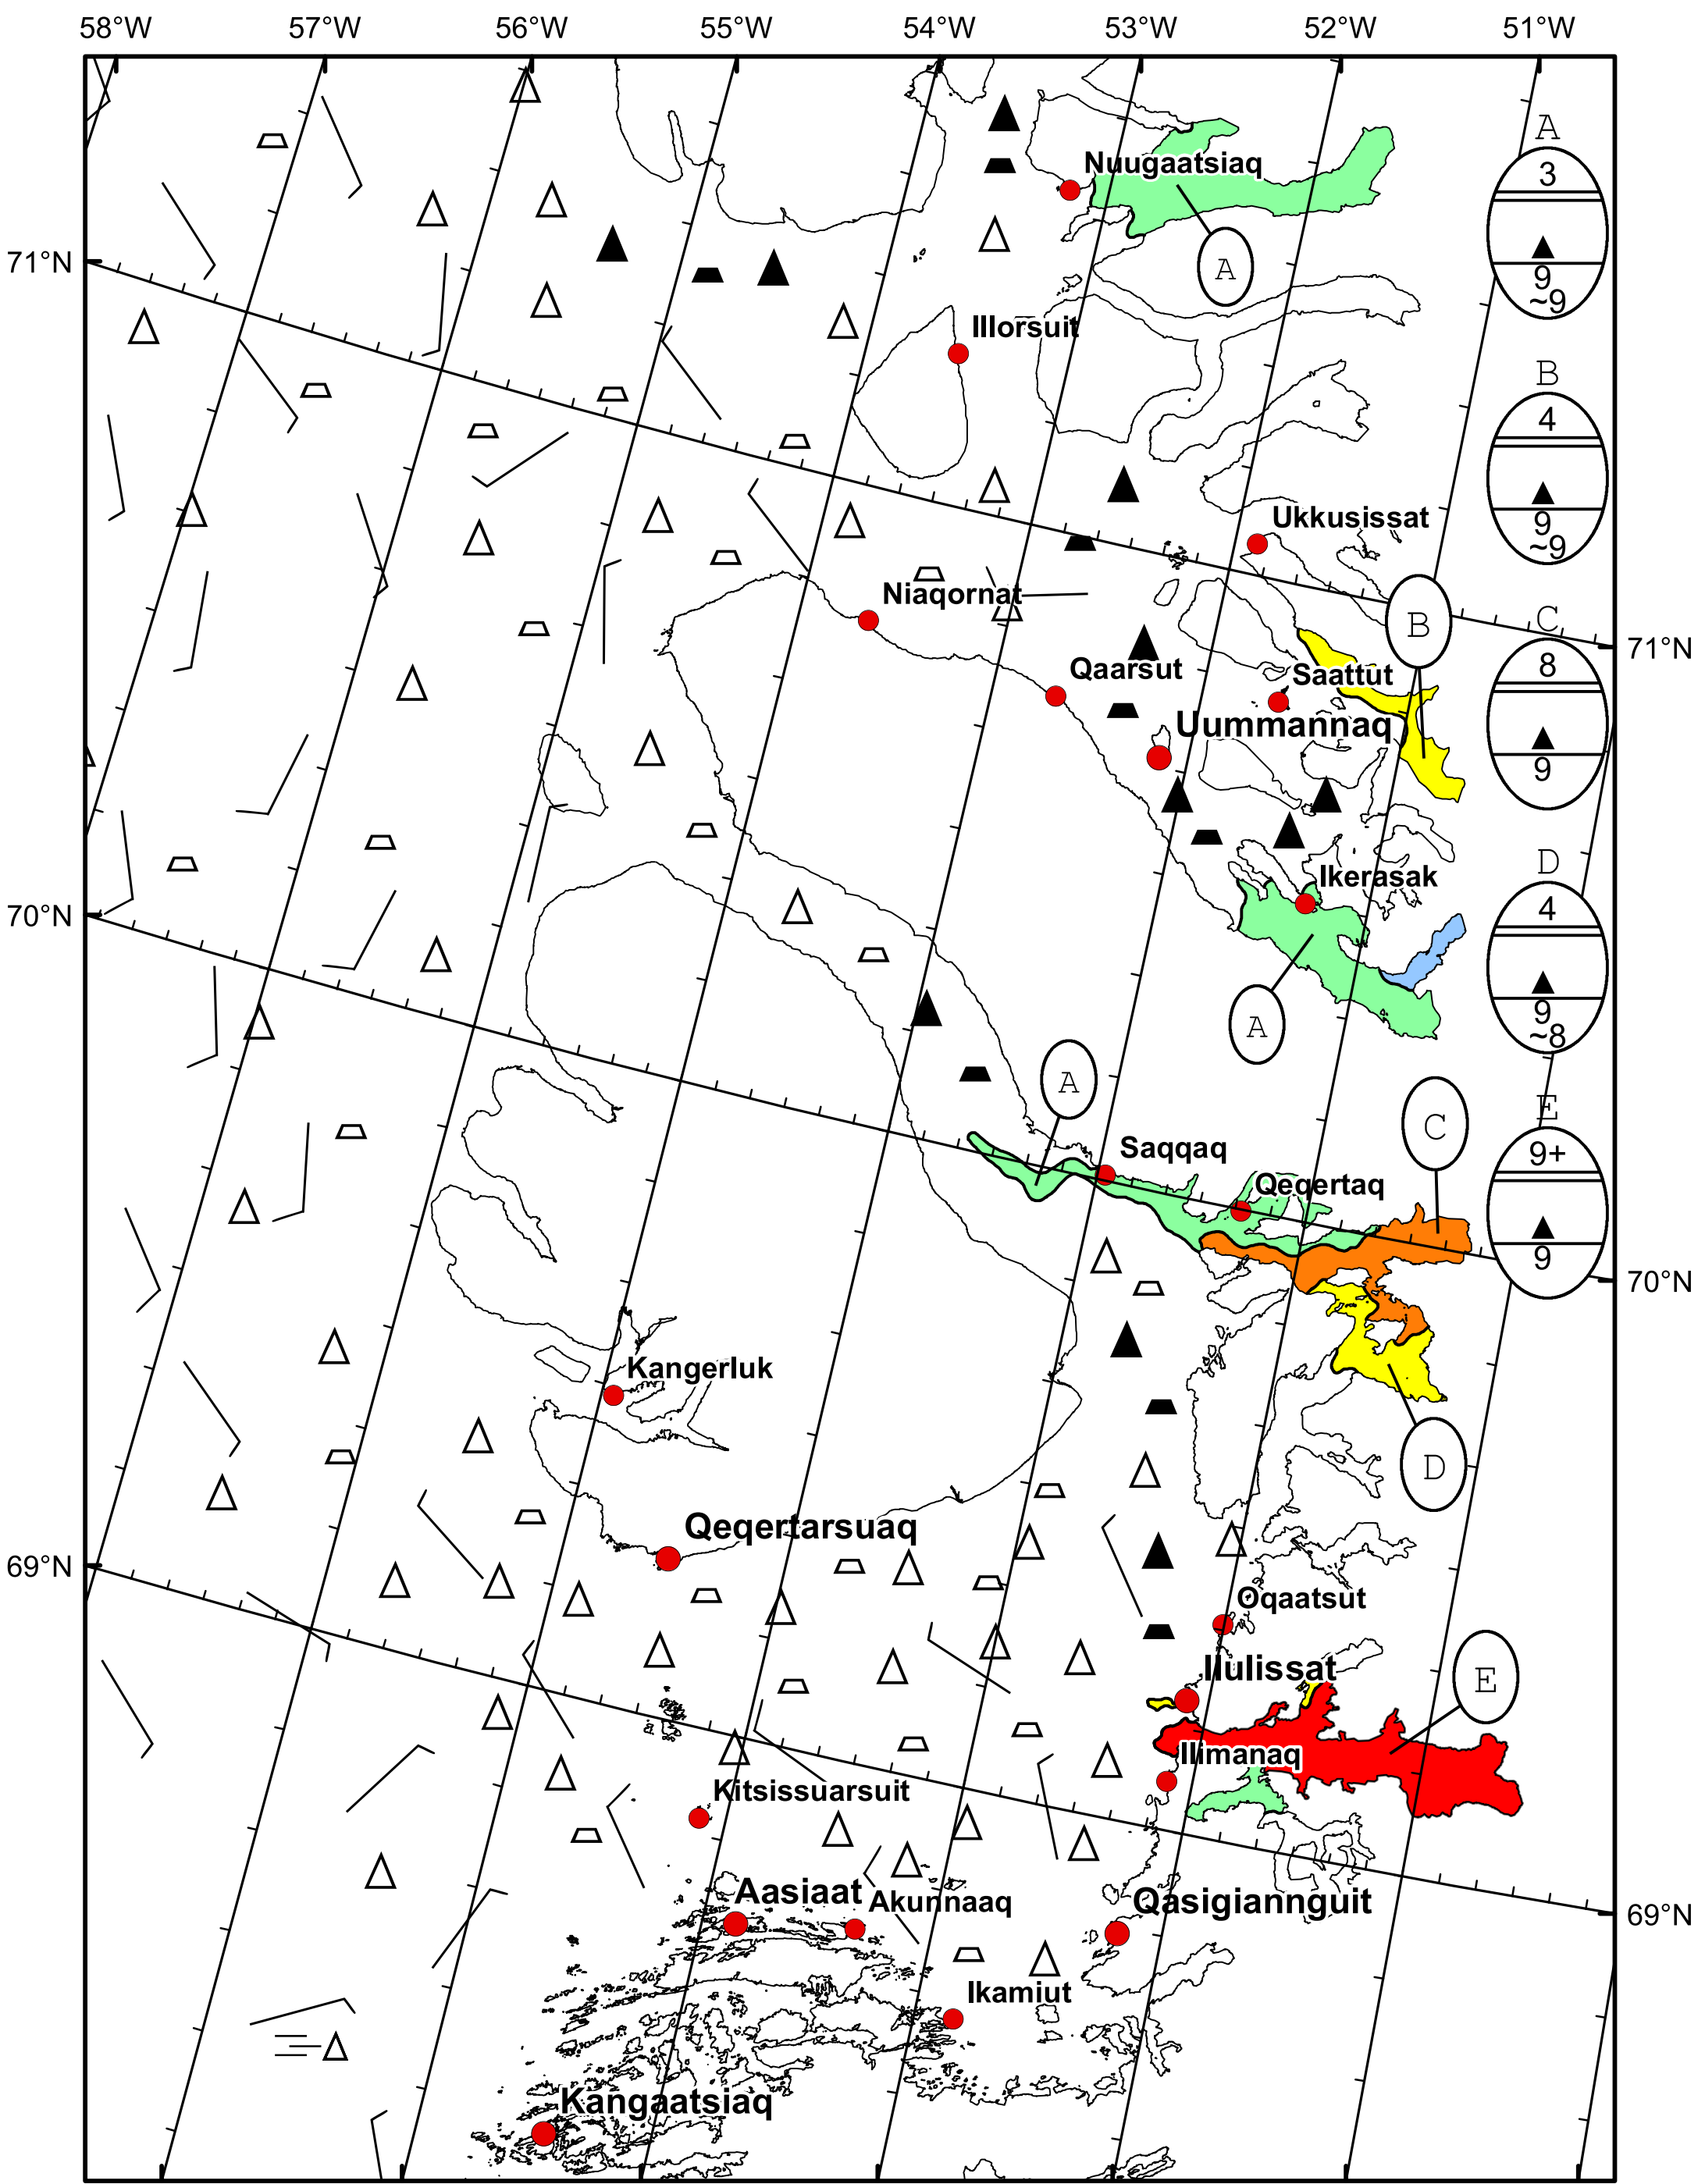 58°W 57°W 56°W 55°W 54°W 53°W 52°W 51°W
A
3
Nuugaatsiaq
71°N
A
9
~9
Illorsuit
B
4
Ukkusissat
9
~9
Niaqornat
B
C
71°N
Qaarsut
Saattut
8
Uummannaq
9
D
Ikerasak
70°N
4
A
9
~8
A
C
E
Saqqaq
9+
Qeqertaq
9
70°N
Kangerluk
D
Qeqertarsuaq
69°N
Oqaatsut
Ilulissat
E
Ilimanaq
Kitsissuarsuit
Aasiaat
Akunnaaq
Qasigiannguit
69°N
Ikamiut
Kangaatsiaq